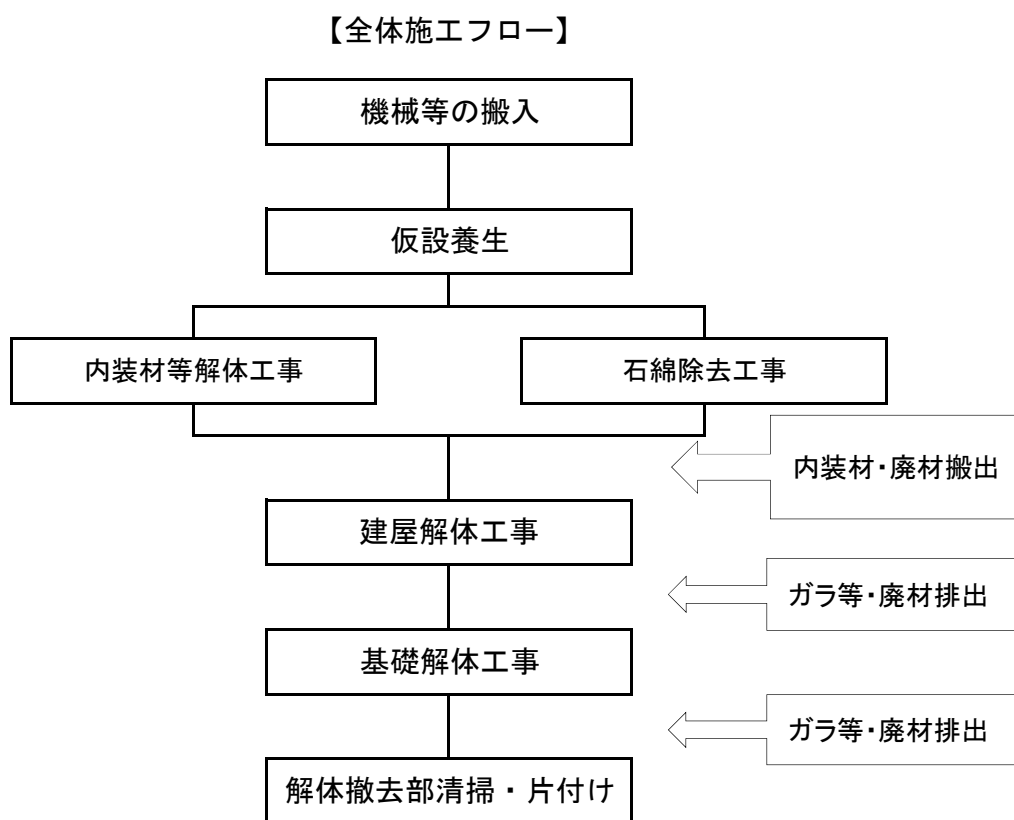 【全体施工フロー】
機械等の搬入
仮設養生
内装材等解体工事
石綿除去工事
内装材・廃材搬出
建屋解体工事
ガラ等・廃材排出
基礎解体工事
ガラ等・廃材排出
解体撤去部清掃・片付け